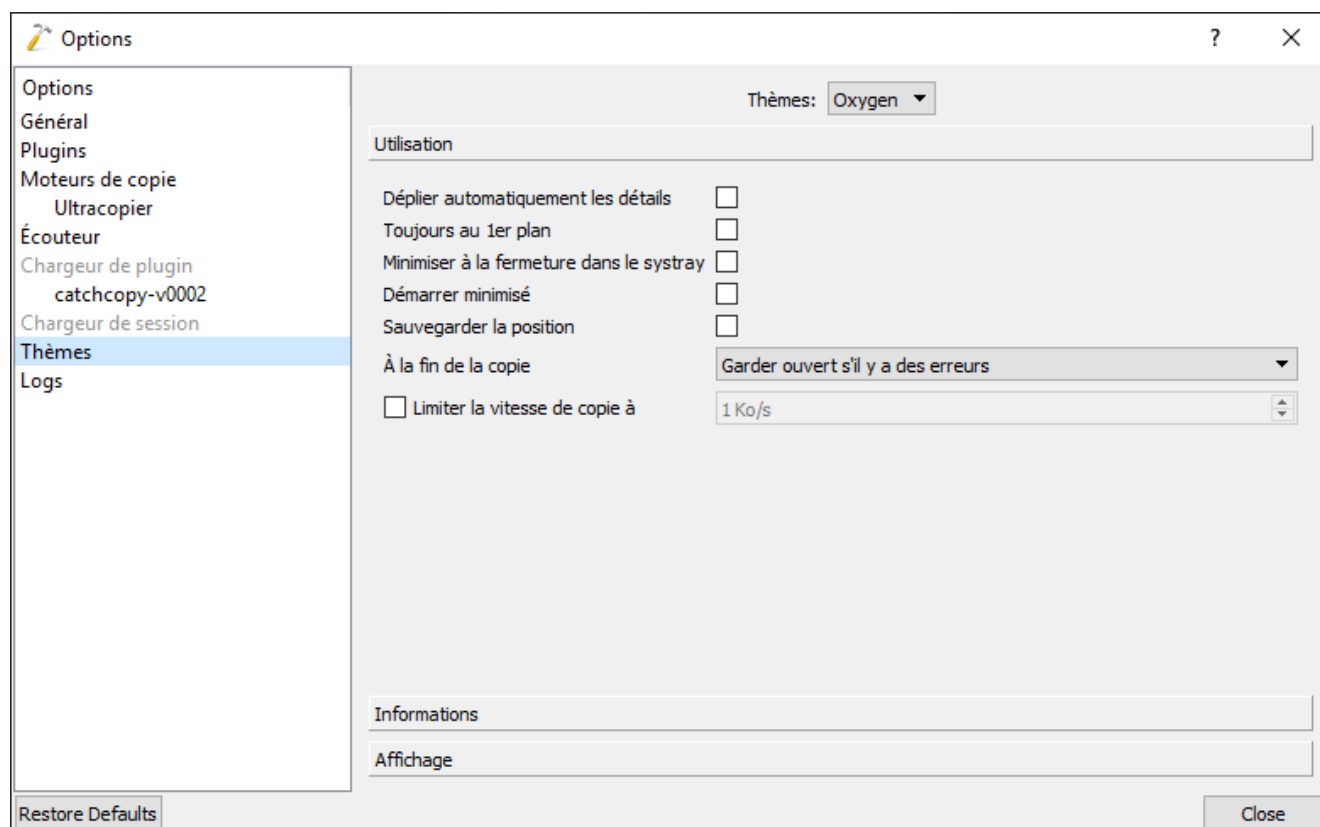 Options
?
Options
Général
Plugins
Moteurs de copie
Ultracopier
Écouteur
Chargeur de plugin
catchcopy-v0002
Chargeur de session
Thèmes
Logs
Thèmes: Oxygen
Utilisation
Déplier automatiquement les détails
Toujours au 1er plan
Minimiser à la fermeture dans le systray
Démarrer minimisé
Sauvegarder la position
À la fin de la copie Garder ouvert s'il y a des erreurs
Limiter la vitesse de copie à 1 Ko/s
Informations
Affichage
Restore Defaults Close